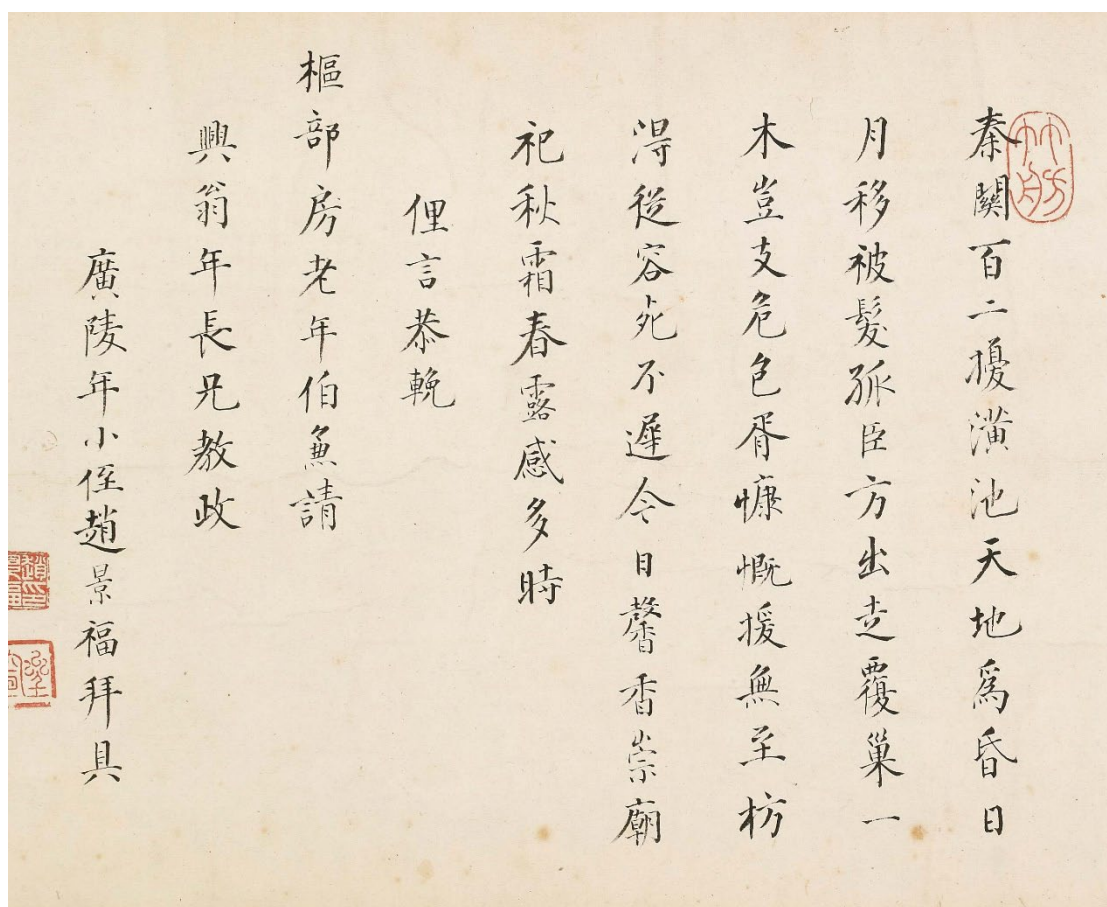 秦關百二擾潢池天地爲昏日
月移被髮孤臣方出走覆巢一
木豈支危包胥慷慨援無至枋
得從容死不遲今日馨香崇廟
祀秋霜春露感多時
俚言恭輓
樞部房老年伯兼請
興翁年長兄教政
廣陵年小侄趙景福拜具